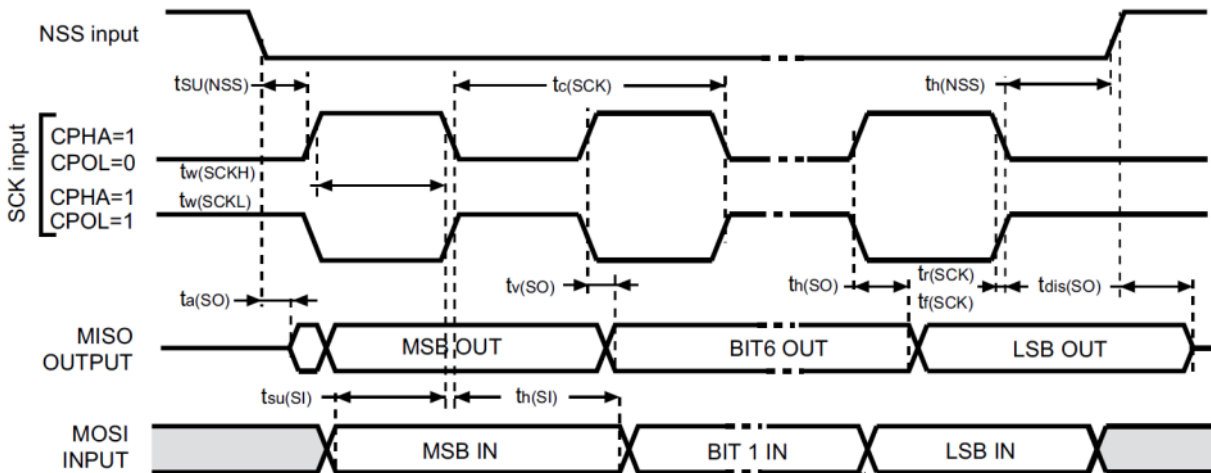 NSS input
tSU(NSS)
tc(SCK)
th(NSS)
SCK input
CPHA=1
CPOL=0
tw(SCKH)
CPHA=1
tw(SCKL)
CPOL=1
ta(SO)
tv(SO)
th(SO)
tr(SCK)
tf(SCK)
tdis(SO)
MISO
OUTPUT
MSB OUT
BIT6 OUT
LSB OUT
tsu(SI)
th(SI)
MOSI
INPUT
MSB IN
BIT 1 IN
LSB IN